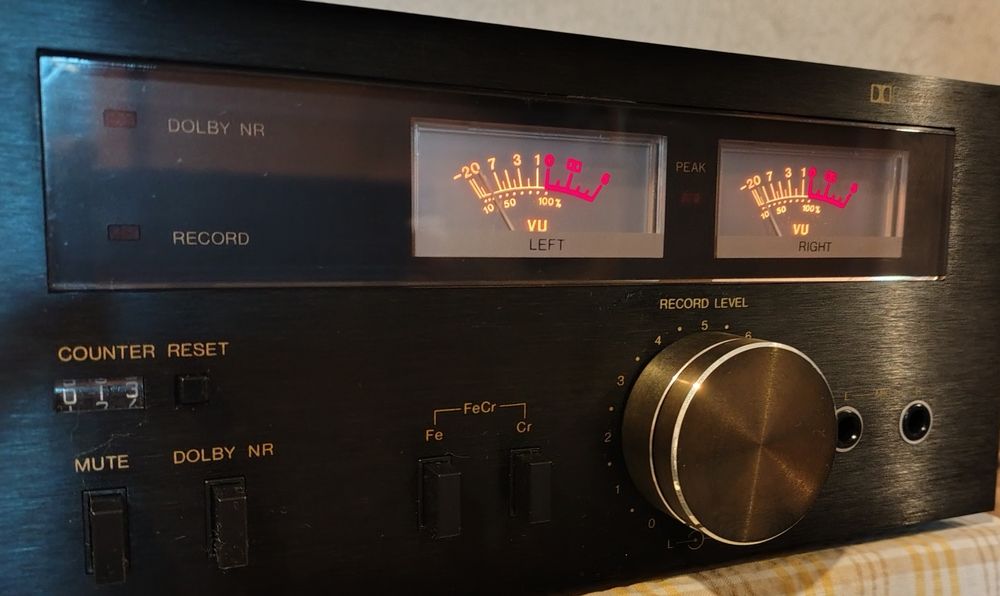 DOLBY NR
RECORD
-20 7 3 1 0
10 50 100%
VU
LEFT
PEAK
-20 7 3 1
10 50 100%
VU
RIGHT
RECORD LEVEL
0 1 2 3 4 5 6
L
COUNTER RESET
013
MUTE
DOLBY NR
FeCr
Fe
Cr
L